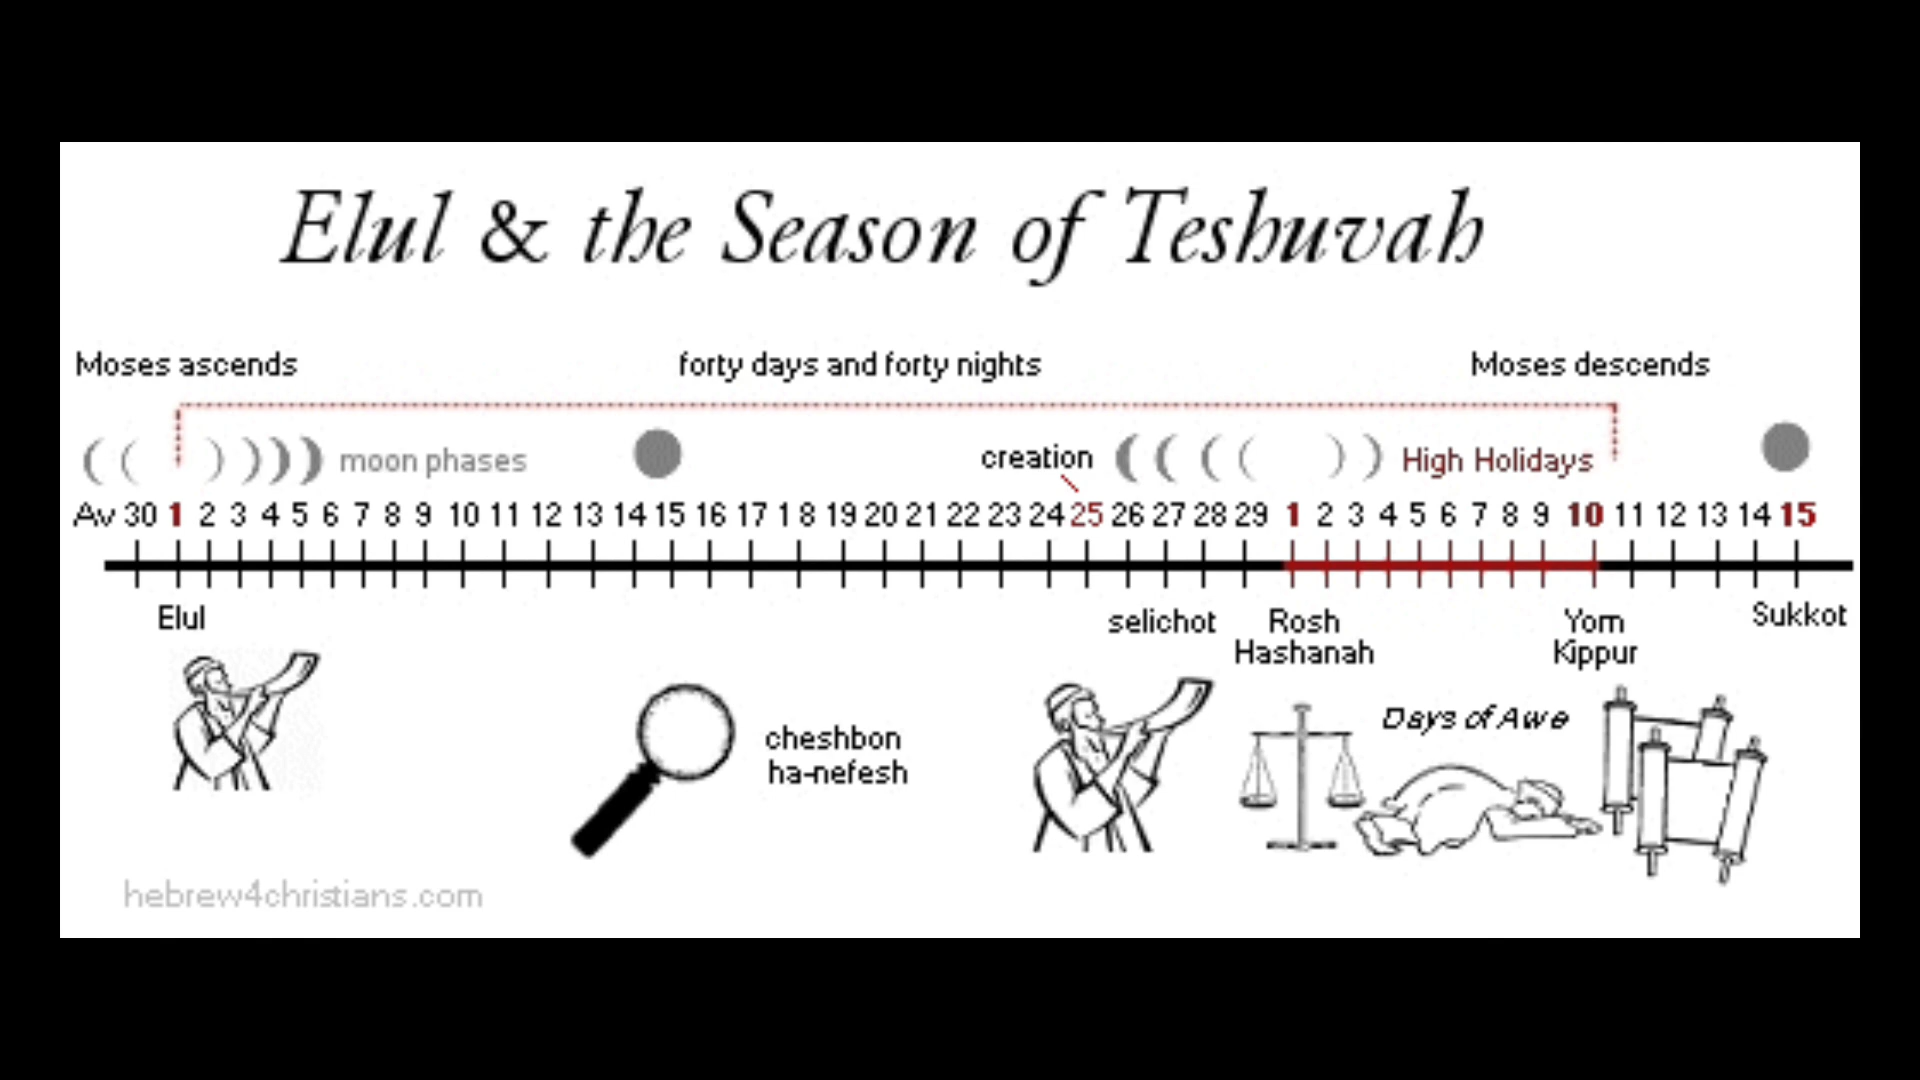 Elul & the Season of Teshuvah
Moses ascends forty days and forty nights Moses descends
moon phases creation High Holidays
Av 30 1 2 3 4 5 6 7 8 9 10 11 12 13 14 15 16 17 18 19 20 21 22 23 24 25 26 27 28 29 1 2 3 4 5 6 7 8 9 10 11 12 13 14 15
Elul selichot Rosh Hashanah Yom Kippur Sukkot
Days of Awe
cheshbon
ha-nefesh
hebrew4christians.com